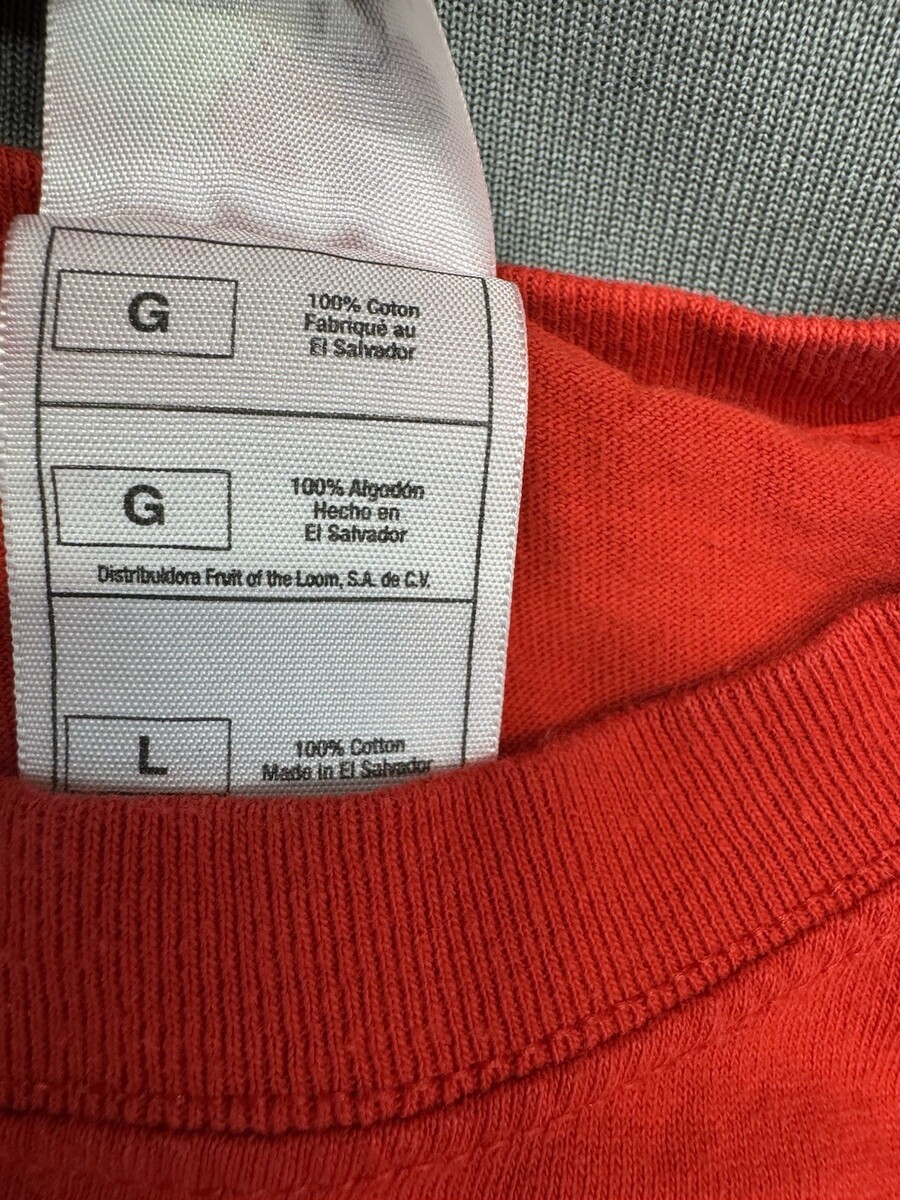 G
100% Coton
Fabriqué au
El Salvador
G
100% Algodón
Hecho en
El Salvador
Distribuidora Fruit of the Loom, S.A. de C.V.
L
100% Cotton
Made in El Salvador